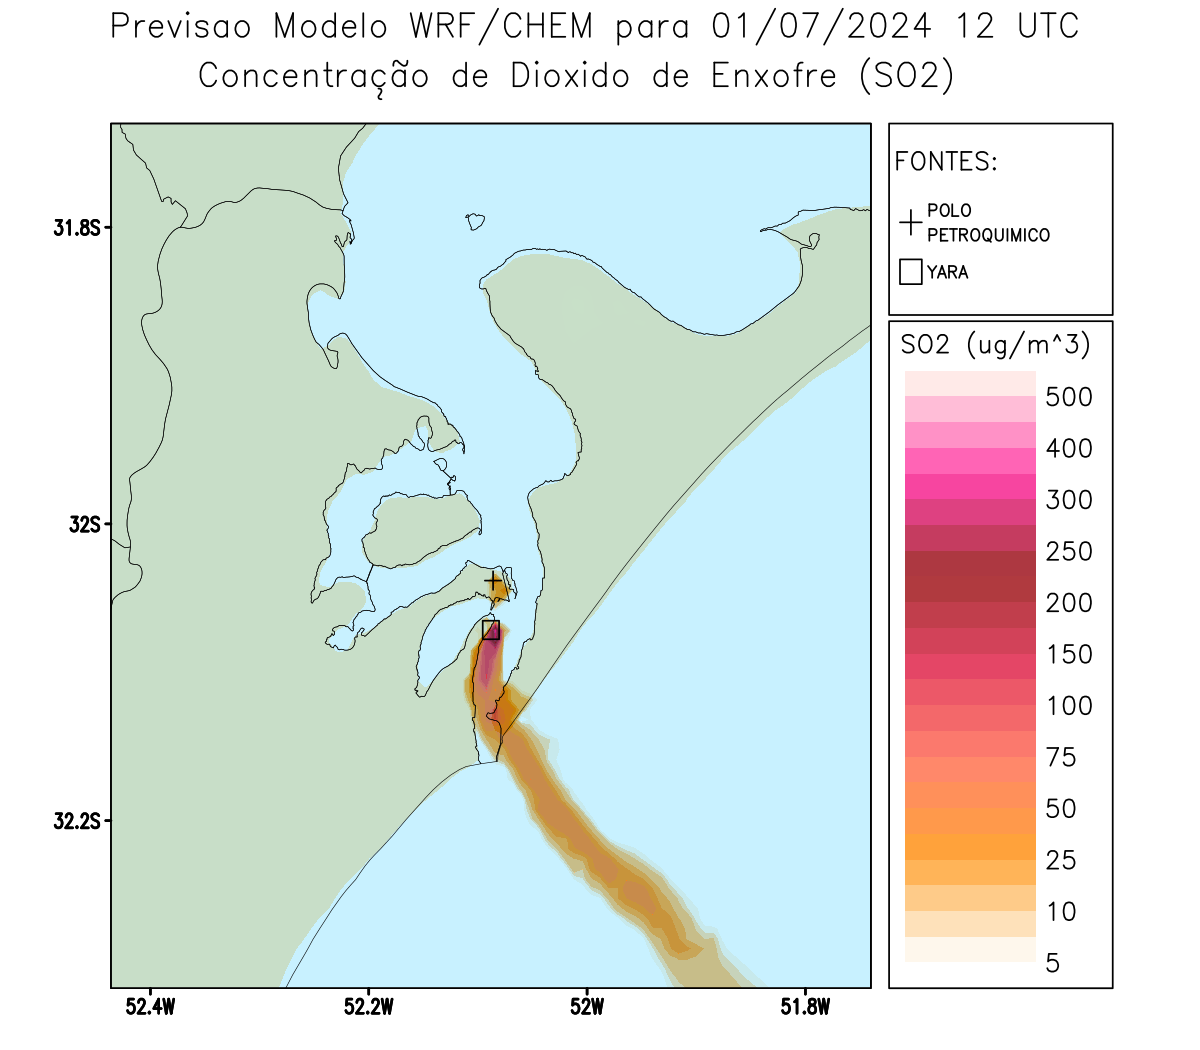 Previsao Modelo WRF/CHEM para 01/07/2024 12 UTC
Concentração de Dioxido de Enxofre (SO2)
FONTES:
POLO
PETROQUIMICO
YARA
SO2 (ug/m^3)
500
400
300
250
200
150
100
75
50
25
10
5
31.8S
32S
32.2S
52.4W
52.2W
52W
51.8W